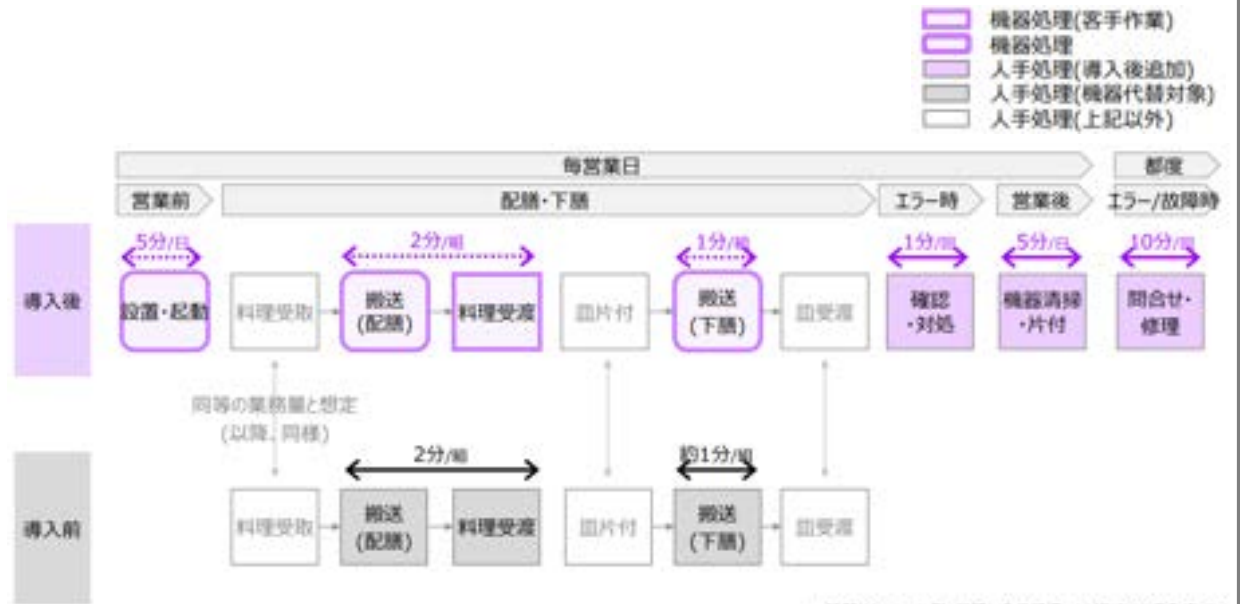 機器処理(客手作業)
機器処理
人手処理(導入後追加)
人手処理(機器代替対象)
人手処理(上記以外)
毎営業日
都度
営業前
配膳・下膳
エラー時
営業後
エラー/故障時
5分/日
2分/組
1分/組
1分/回
5分/日
10分/回
導入後
設置・起動
料理受取
搬送
(配膳)
料理受渡
皿片付
搬送
(下膳)
皿受渡
確認
・対処
機器清掃
・片付
問合せ・
修理
同等の業務量と想定
(以降、同様)
2分/組
約1分/組
導入前
料理受取
搬送
(配膳)
料理受渡
皿片付
搬送
(下膳)
皿受渡